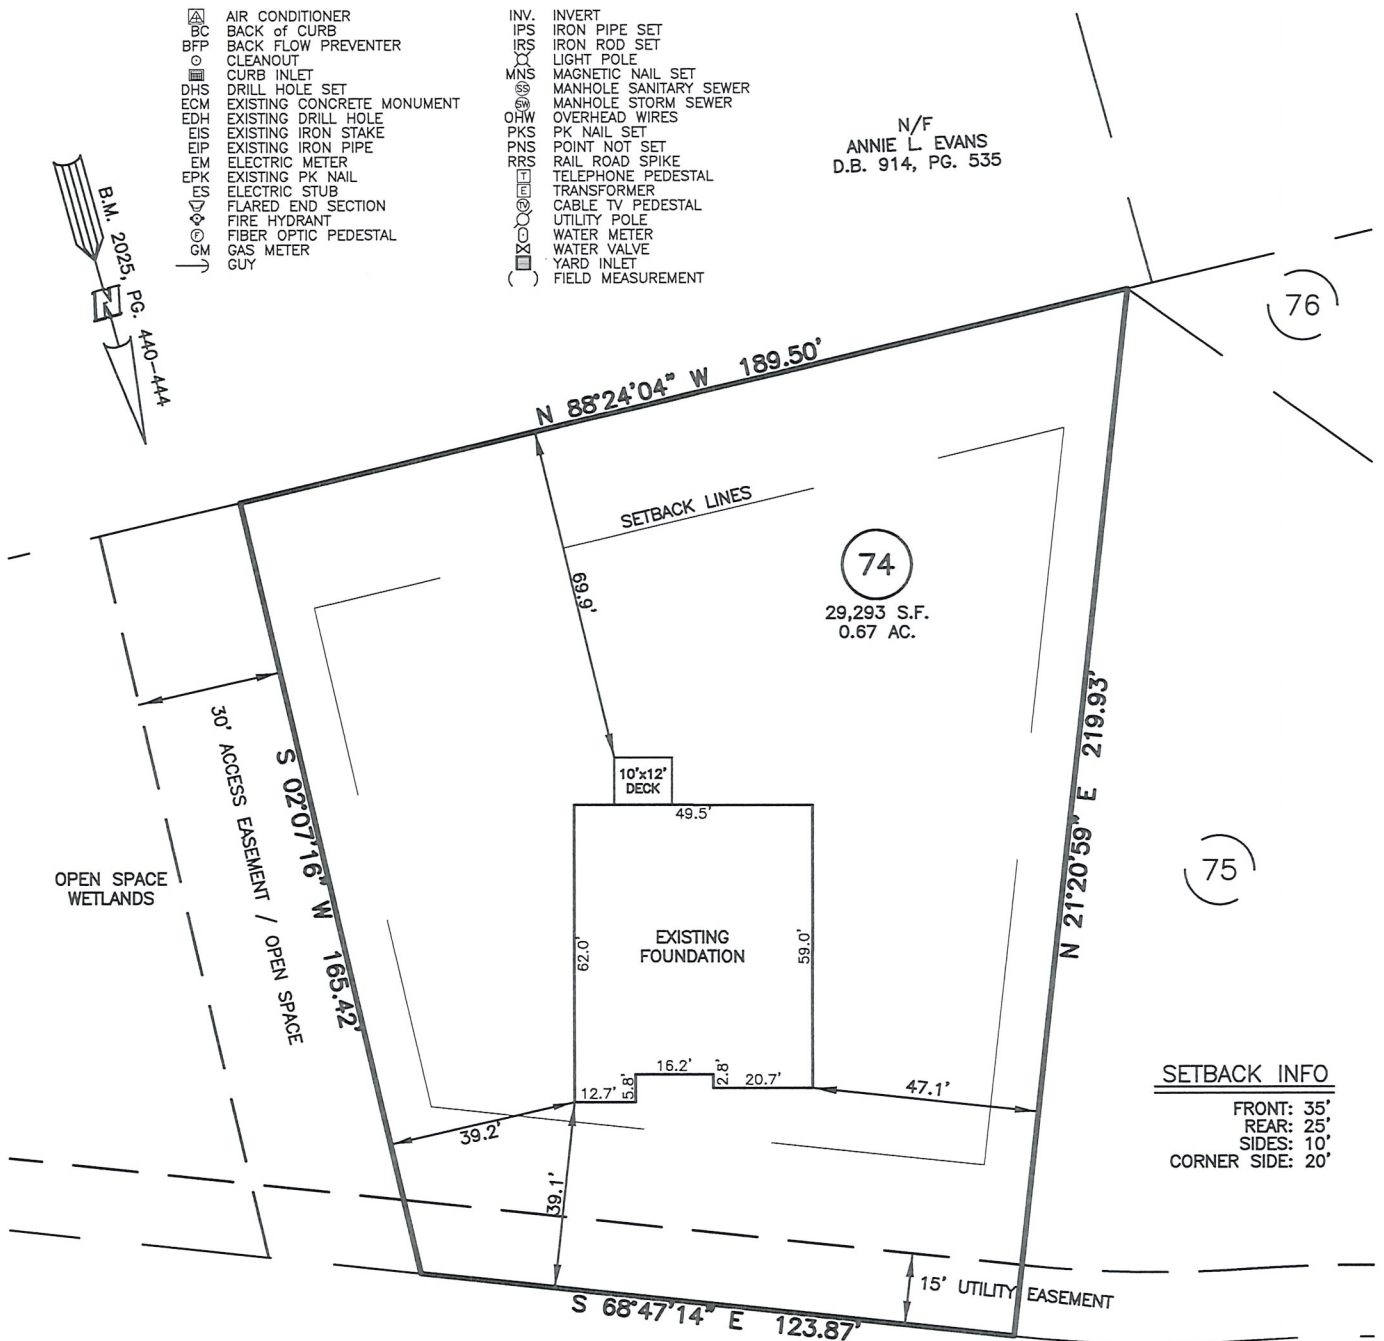 AIR CONDITIONER
BC BACK of CURB
BFP BACK FLOW PREVENTER
CLEANOUT
CURB INLET
DHS DRILL HOLE SET
ECM EXISTING CONCRETE MONUMENT
EDH EXISTING DRILL HOLE
EIS EXISTING IRON STAKE
EIP EXISTING IRON PIPE
EM ELECTRIC METER
EPK EXISTING PK NAIL
ES ELECTRIC STUB
FLARED END SECTION
FIRE HYDRANT
F FIBER OPTIC PEDESTAL
GM GAS METER
GUY
INV. INVERT
IPS IRON PIPE SET
IRS IRON ROD SET
LIGHT POLE
MNS MAGNETIC NAIL SET
SS MANHOLE SANITARY SEWER
SW MANHOLE STORM SEWER
OHW OVERHEAD WIRES
PKS PK NAIL SET
PNS POINT NOT SET
RRS RAIL ROAD SPIKE
T TELEPHONE PEDESTAL
E TRANSFORMER
TV CABLE TV PEDESTAL
UTILITY POLE
WATER METER
WATER VALVE
YARD INLET
( ) FIELD MEASUREMENT
N/F
ANNIE L. EVANS
D.B. 914, PG. 535
B.M. 2025, PG. 440-444
N
76
N 88°24'04" W 189.50'
SETBACK LINES
69.9'
74
29,293 S.F.
0.67 AC.
30' ACCESS EASEMENT / OPEN SPACE
S 02°07'16" W 165.42'
N 21°20'59" E 219.93'
10'x12'
DECK
49.5'
OPEN SPACE
WETLANDS
62.0'
EXISTING
FOUNDATION
59.0'
75
12.7'
5.8'
16.2'
2.8'
20.7'
47.1'
39.2'
39.1'
SETBACK INFO
FRONT: 35'
REAR: 25'
SIDES: 10'
CORNER SIDE: 20'
15' UTILITY EASEMENT
S 68°47'14" E 123.87'